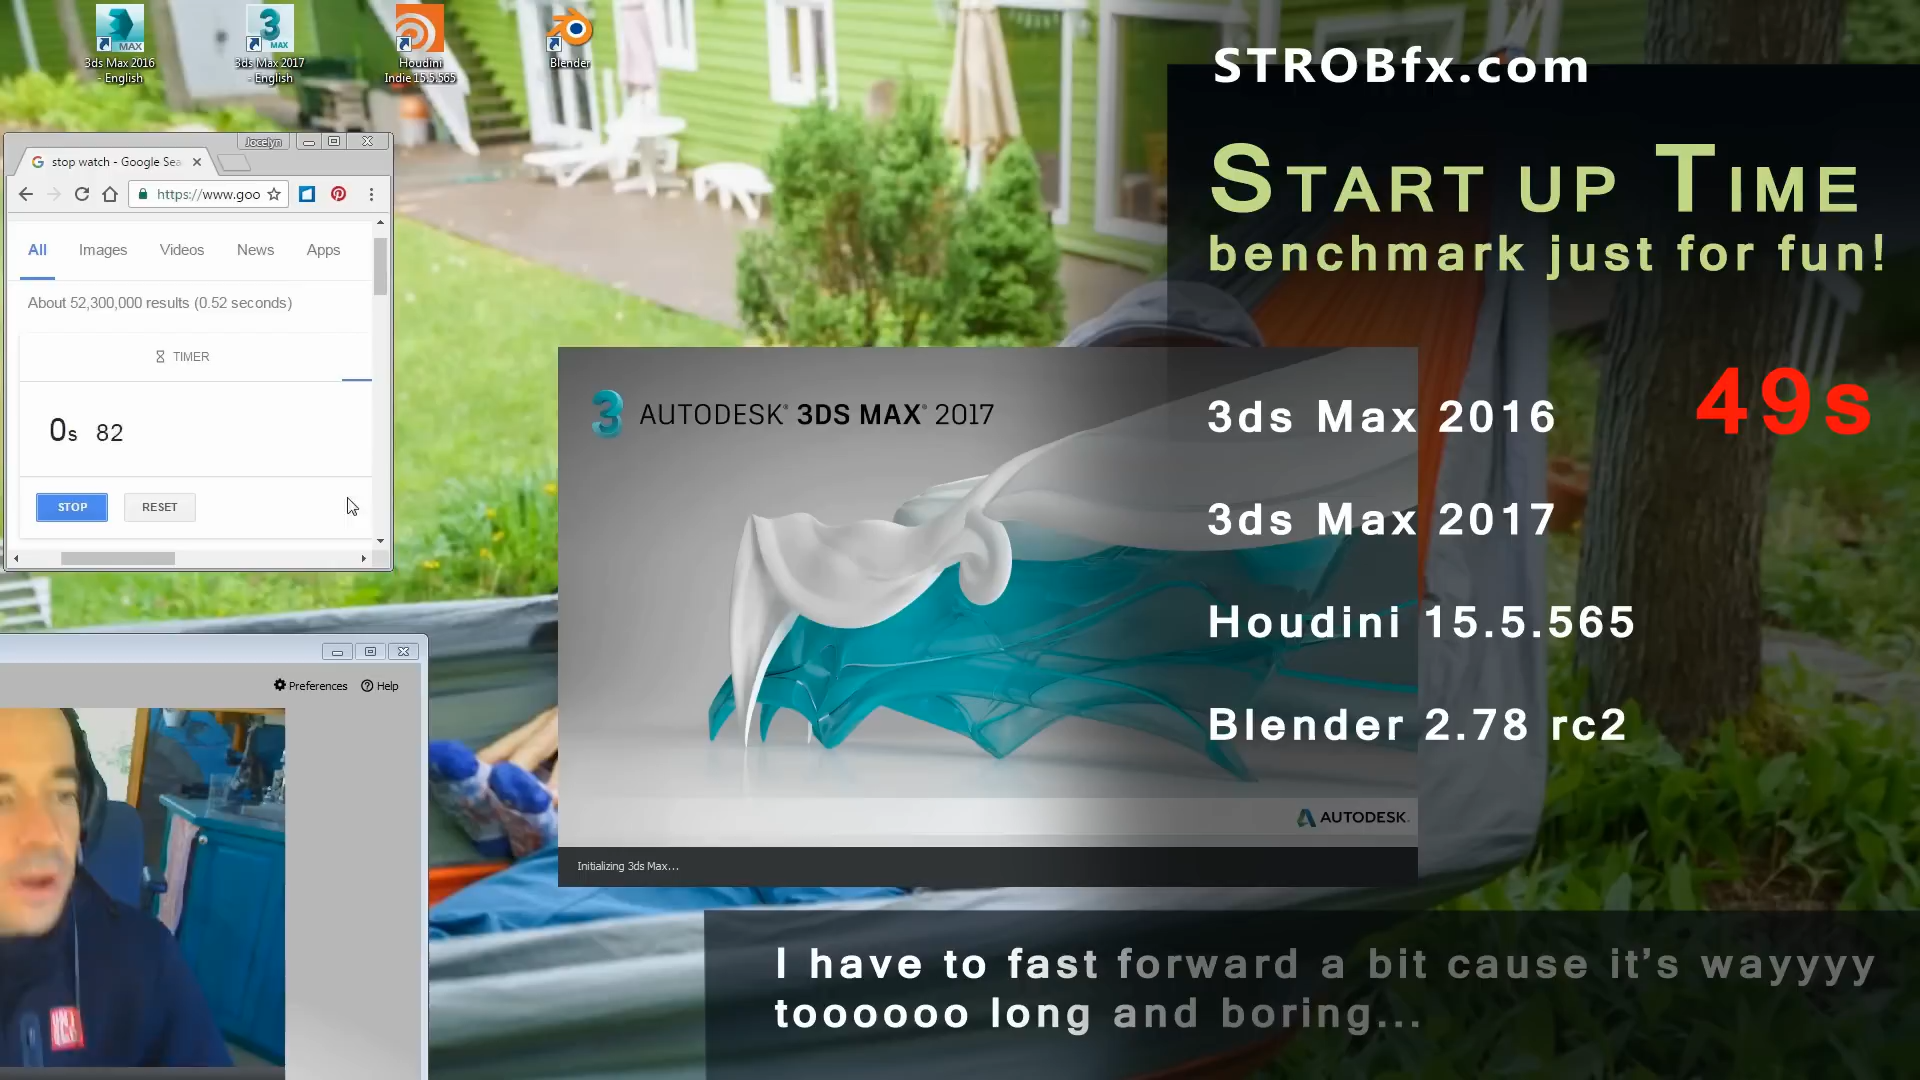 3ds Max 2016
- English
3ds Max 2017
- English
Houdini
Indie 15.5.565
Blender
STROBfx.com
START UP TIME
benchmark just for fun!
Jocelyn
stop watch - Google Sea
https://www.goo
All Images Videos News Apps
About 52,300,000 results (0.52 seconds)
TIMER
0s 82
STOP RESET
3 AUTODESK® 3DS MAX® 2017
3ds Max 2016 49s
3ds Max 2017
Houdini 15.5.565
Blender 2.78 rc2
AUTODESK.
Initializing 3ds Max...
Preferences Help
I have to fast forward a bit cause it's wayyyy
toooooo long and boring...